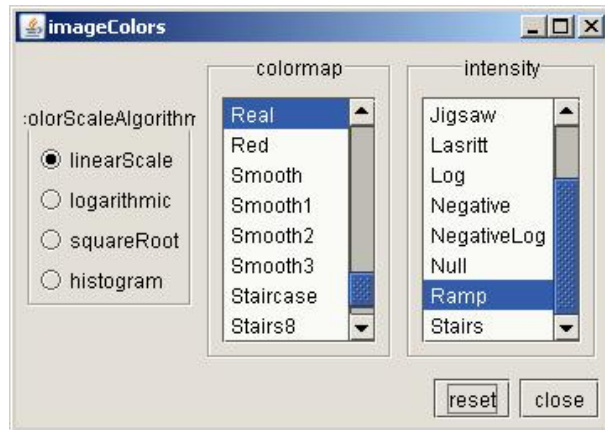 imageColors
:olorScaleAlgorithn
linearScale
logarithmic
squareRoot
histogram
colormap
Real
Red
Smooth
Smooth1
Smooth2
Smooth3
Staircase
Stairs8
intensity
Jigsaw
Lasritt
Log
Negative
NegativeLog
Null
Ramp
Stairs
reset
close